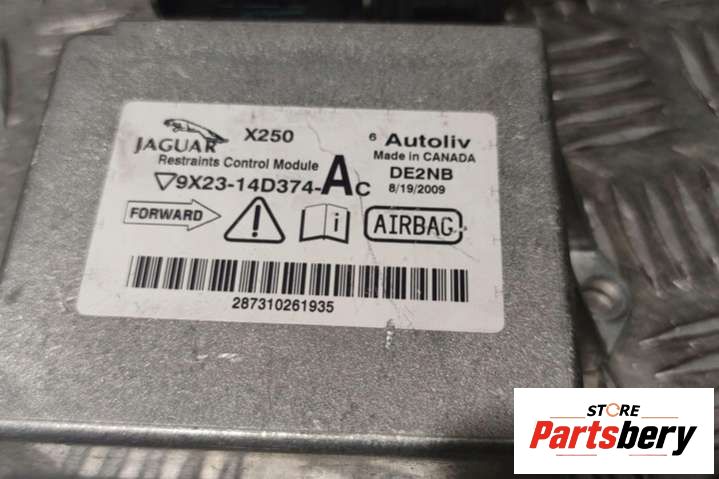 JAGUAR X250
Restraints Control Module
9X23-14D374-AC
FORWARD
i
AIRBAG
6 Autoliv
Made in CANADA
DE2NB
8/19/2009
287310261935
STORE
Partsbery